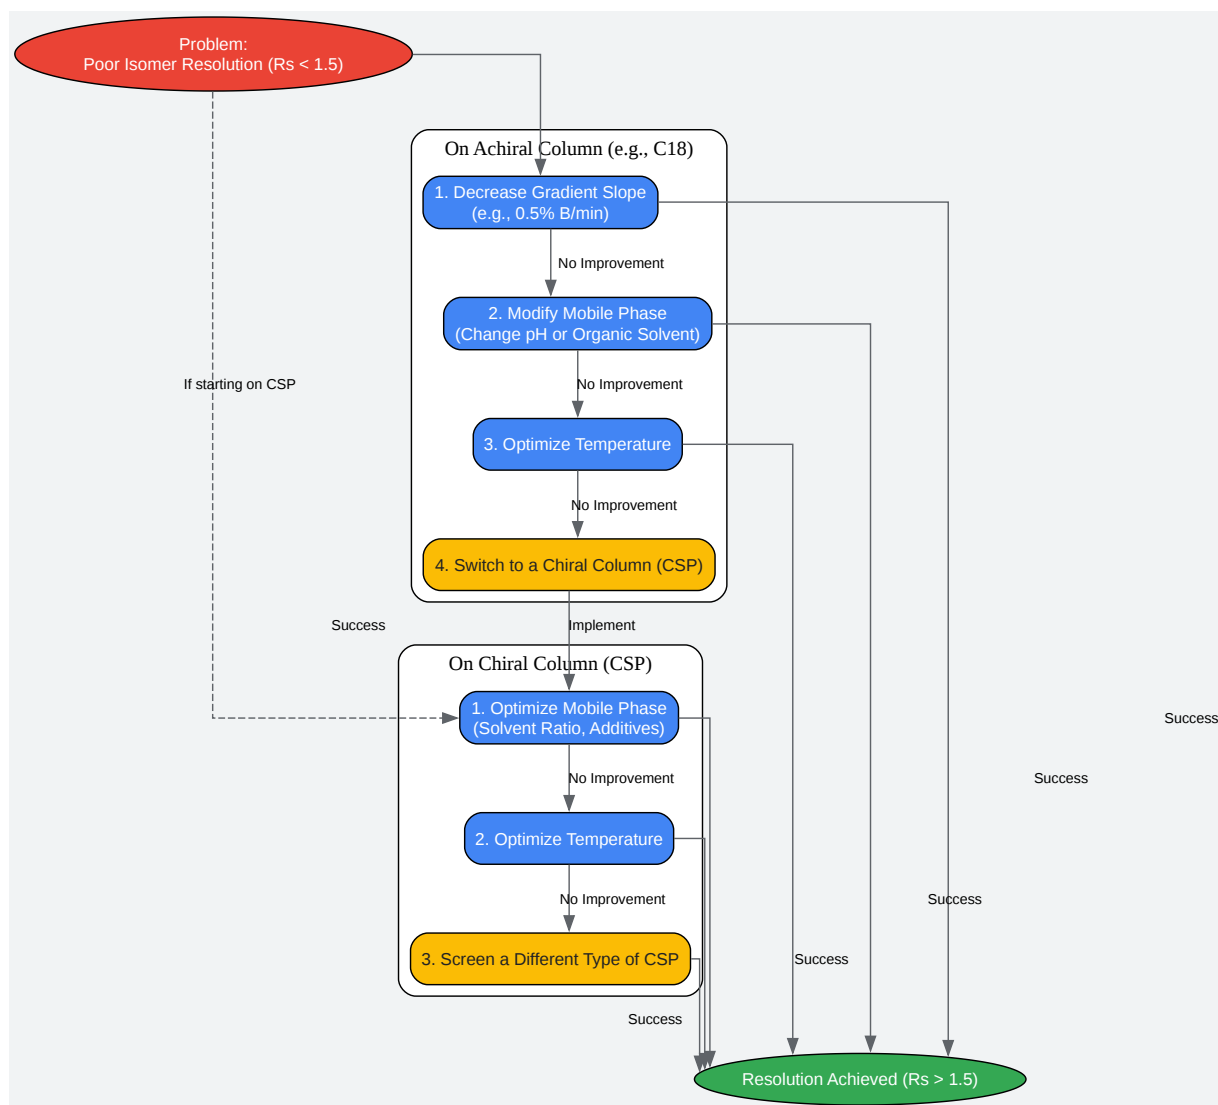 Problem:
Poor Isomer Resolution (Rs < 1.5)
On Achiral Column (e.g., C18)
1. Decrease Gradient Slope
(e.g., 0.5% B/min)
No Improvement
2. Modify Mobile Phase
(Change pH or Organic Solvent)
If starting on CSP
No Improvement
3. Optimize Temperature
No Improvement
4. Switch to a Chiral Column (CSP)
Success
Implement
On Chiral Column (CSP)
1. Optimize Mobile Phase
(Solvent Ratio, Additives)
Success
No Improvement
Success
2. Optimize Temperature
No Improvement
Success
3. Screen a Different Type of CSP
Success
Success
Resolution Achieved (Rs > 1.5)